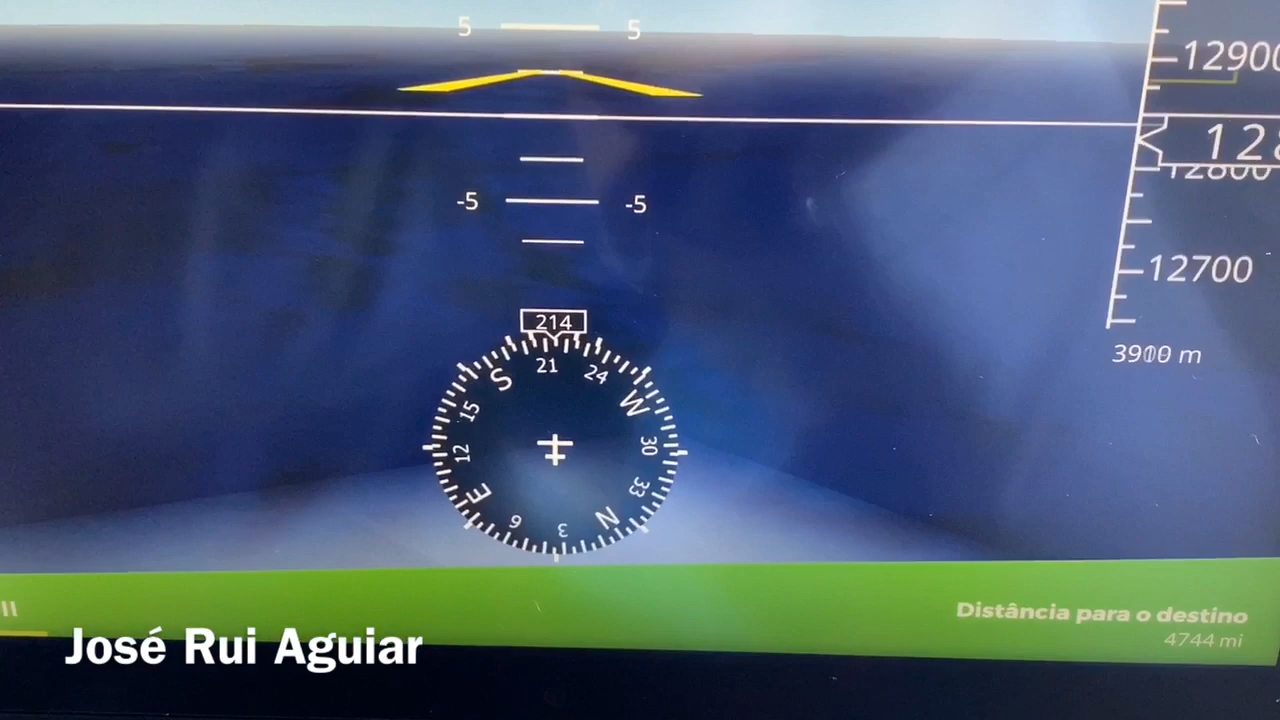 5 5
12900
128
12800
-5 -5
12700
214
3900 m
21
24
S
W
15
30
12
33
E
N
6
3
Distância para o destino
4744 mi
José Rui Aguiar